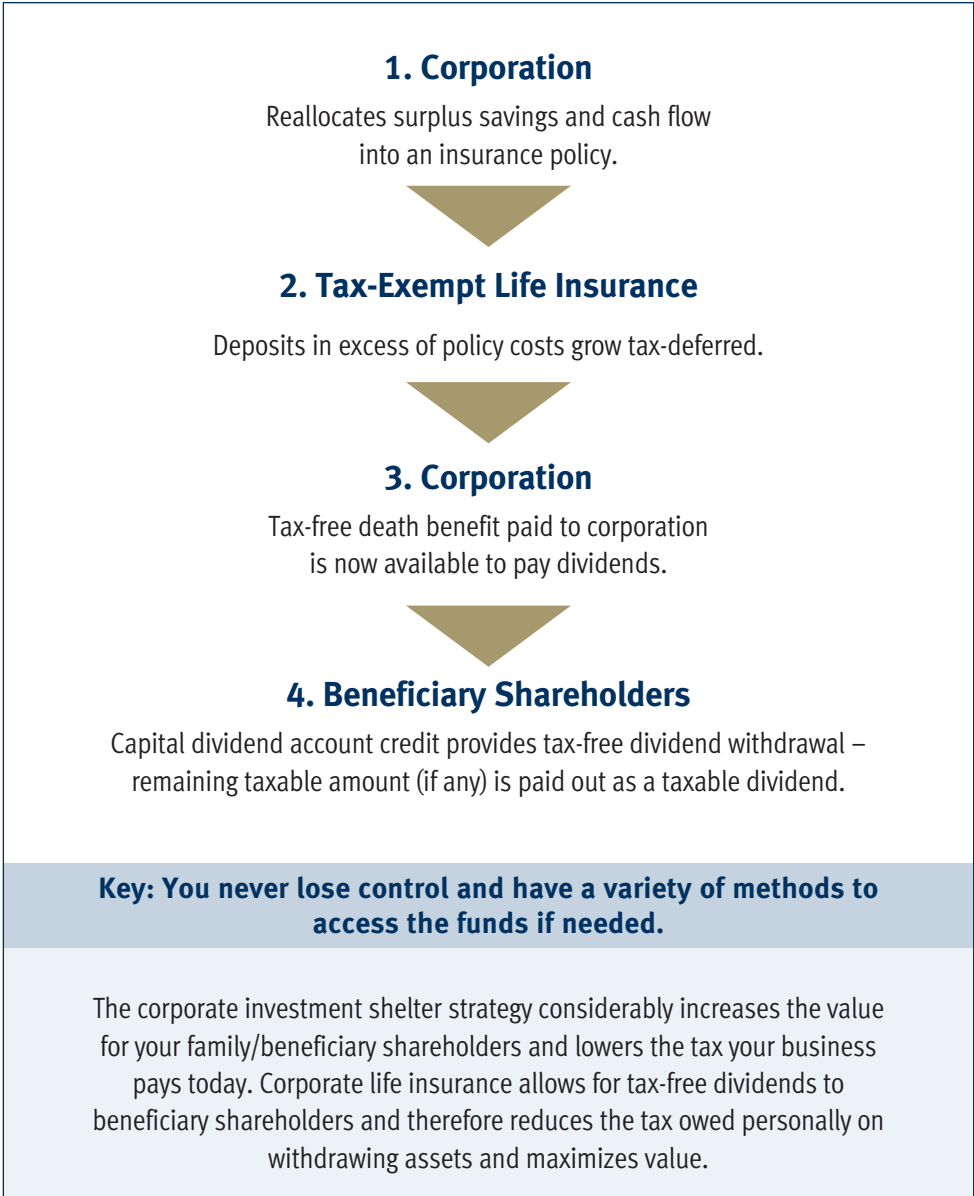 1. Corporation
Reallocates surplus savings and cash flow
into an insurance policy.
2. Tax-Exempt Life Insurance
Deposits in excess of policy costs grow tax-deferred.
3. Corporation
Tax-free death benefit paid to corporation
is now available to pay dividends.
4. Beneficiary Shareholders
Capital dividend account credit provides tax-free dividend withdrawal –
remaining taxable amount (if any) is paid out as a taxable dividend.
Key: You never lose control and have a variety of methods to
access the funds if needed.
The corporate investment shelter strategy considerably increases the value
for your family/beneficiary shareholders and lowers the tax your business
pays today. Corporate life insurance allows for tax-free dividends to
beneficiary shareholders and therefore reduces the tax owed personally on
withdrawing assets and maximizes value.